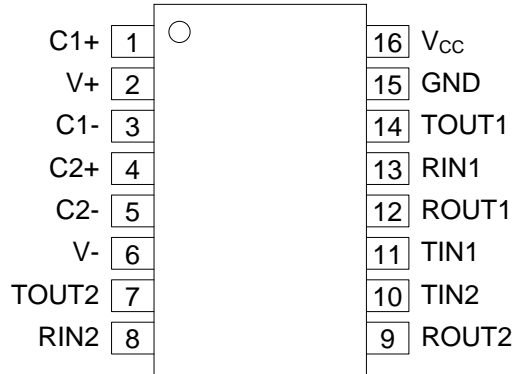 C1+ 1 16 VCC
V+ 2 15 GND
C1- 3 14 TOUT1
C2+ 4 13 RIN1
C2- 5 12 ROUT1
V- 6 11 TIN1
TOUT2 7 10 TIN2
RIN2 8 9 ROUT2